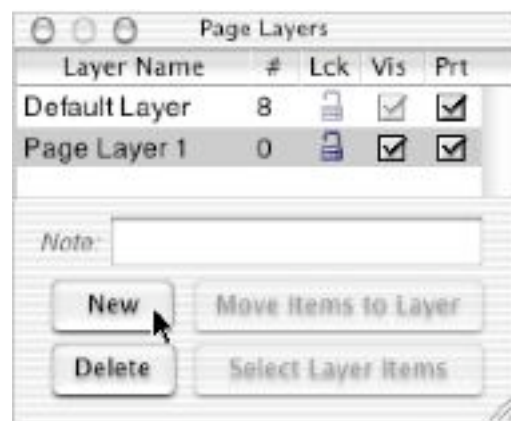 Page Layers
Layer Name # Lck Vis Prt
Default Layer 8
Page Layer 1 0
Note:
New Move Items to Layer
Delete Select Layer Items